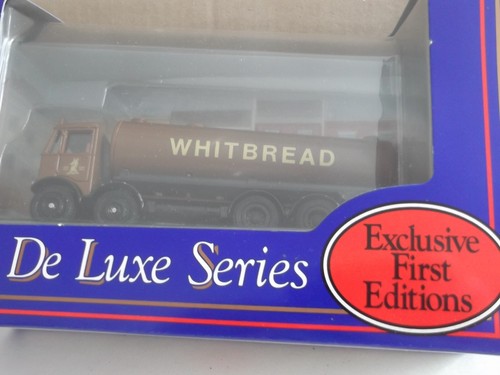 WHITBREAD
De Luxe Series
Exclusive
First
Editions